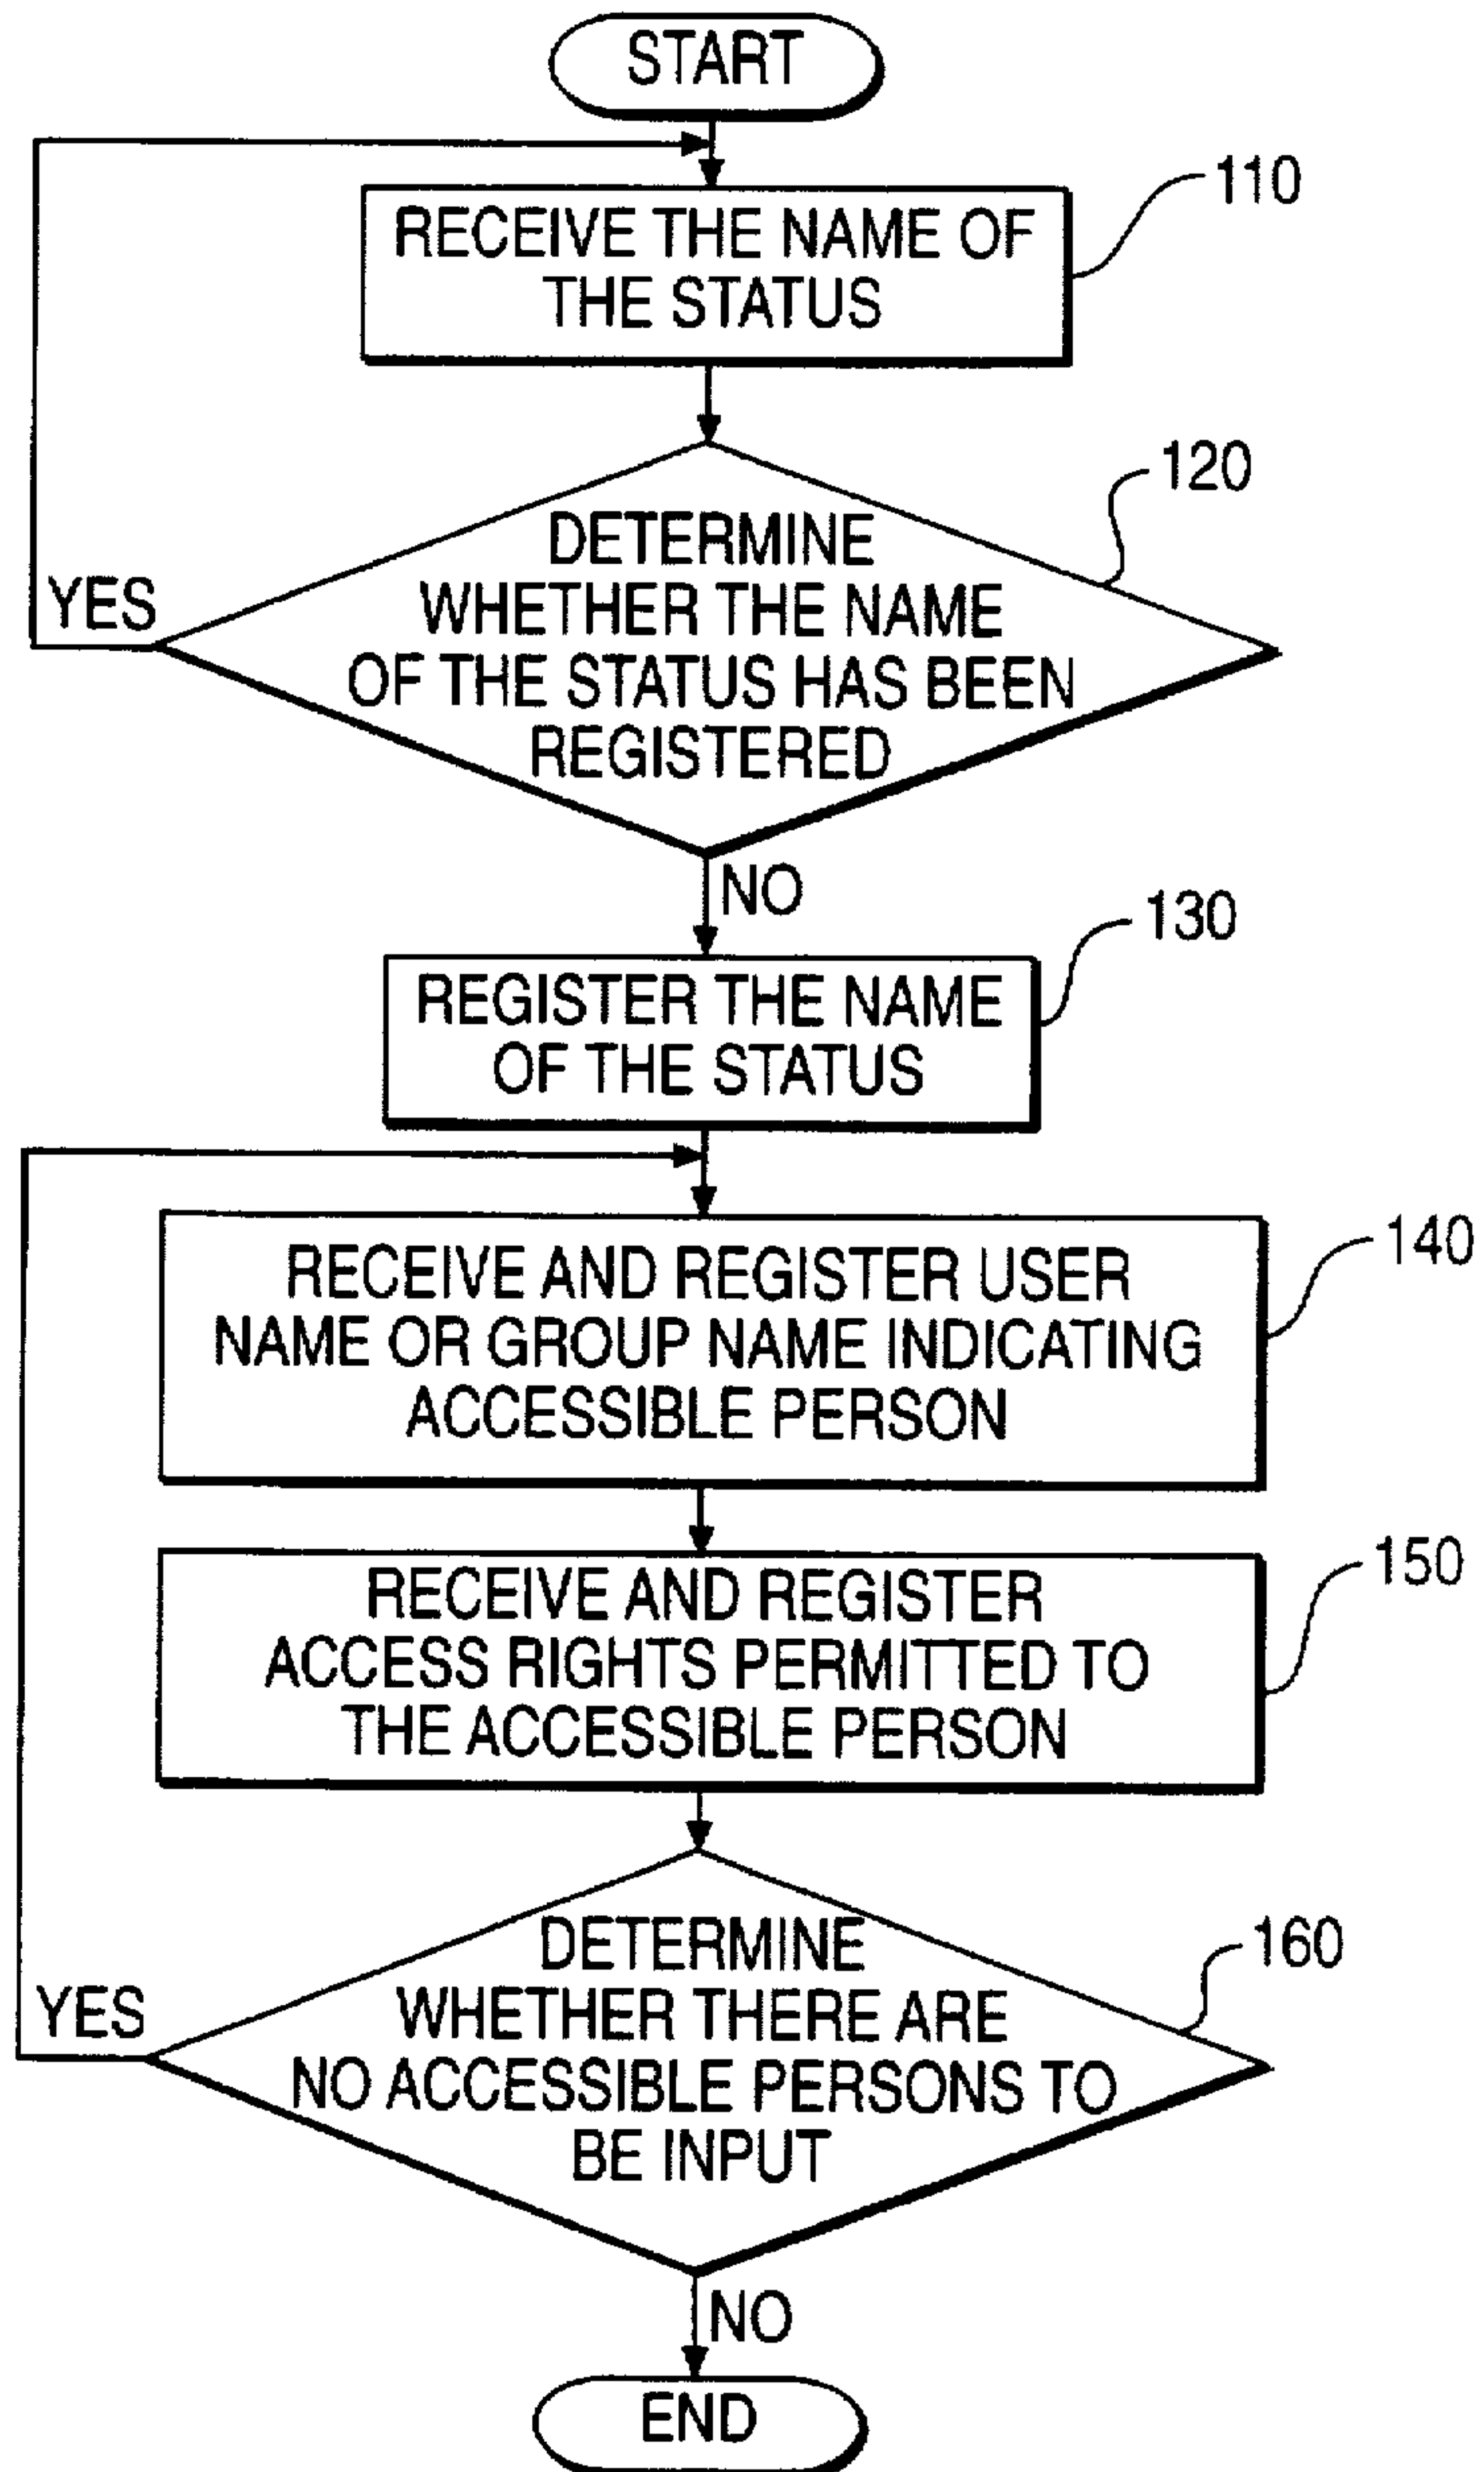 START
110
RECEIVE THE NAME OF
THE STATUS
120
DETERMINE
WHETHER THE NAME
OF THE STATUS HAS BEEN
REGISTERED
YES
NO
130
REGISTER THE NAME
OF THE STATUS
140
RECEIVE AND REGISTER USER
NAME OR GROUP NAME INDICATING
ACCESSIBLE PERSON
150
RECEIVE AND REGISTER
ACCESS RIGHTS PERMITTED TO
THE ACCESSIBLE PERSON
160
DETERMINE
WHETHER THERE ARE
NO ACCESSIBLE PERSONS TO
BE INPUT
YES
NO
END